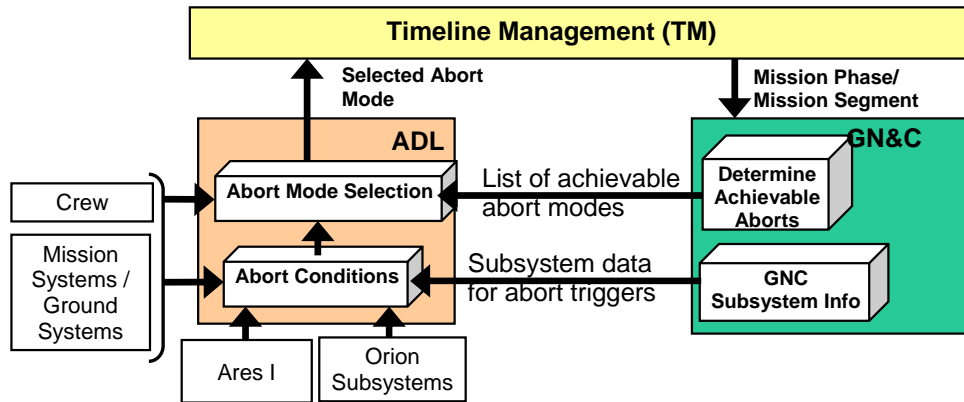 Timeline Management (TM)
Selected Abort
Mode
Mission Phase/
Mission Segment
ADL
GN&C
Abort Mode Selection
List of achievable
abort modes
Determine
Achievable
Aborts
Crew
Mission
Systems /
Ground
Systems
Abort Conditions
Subsystem data
for abort triggers
GNC
Subsystem Info
Ares I
Orion
Subsystems